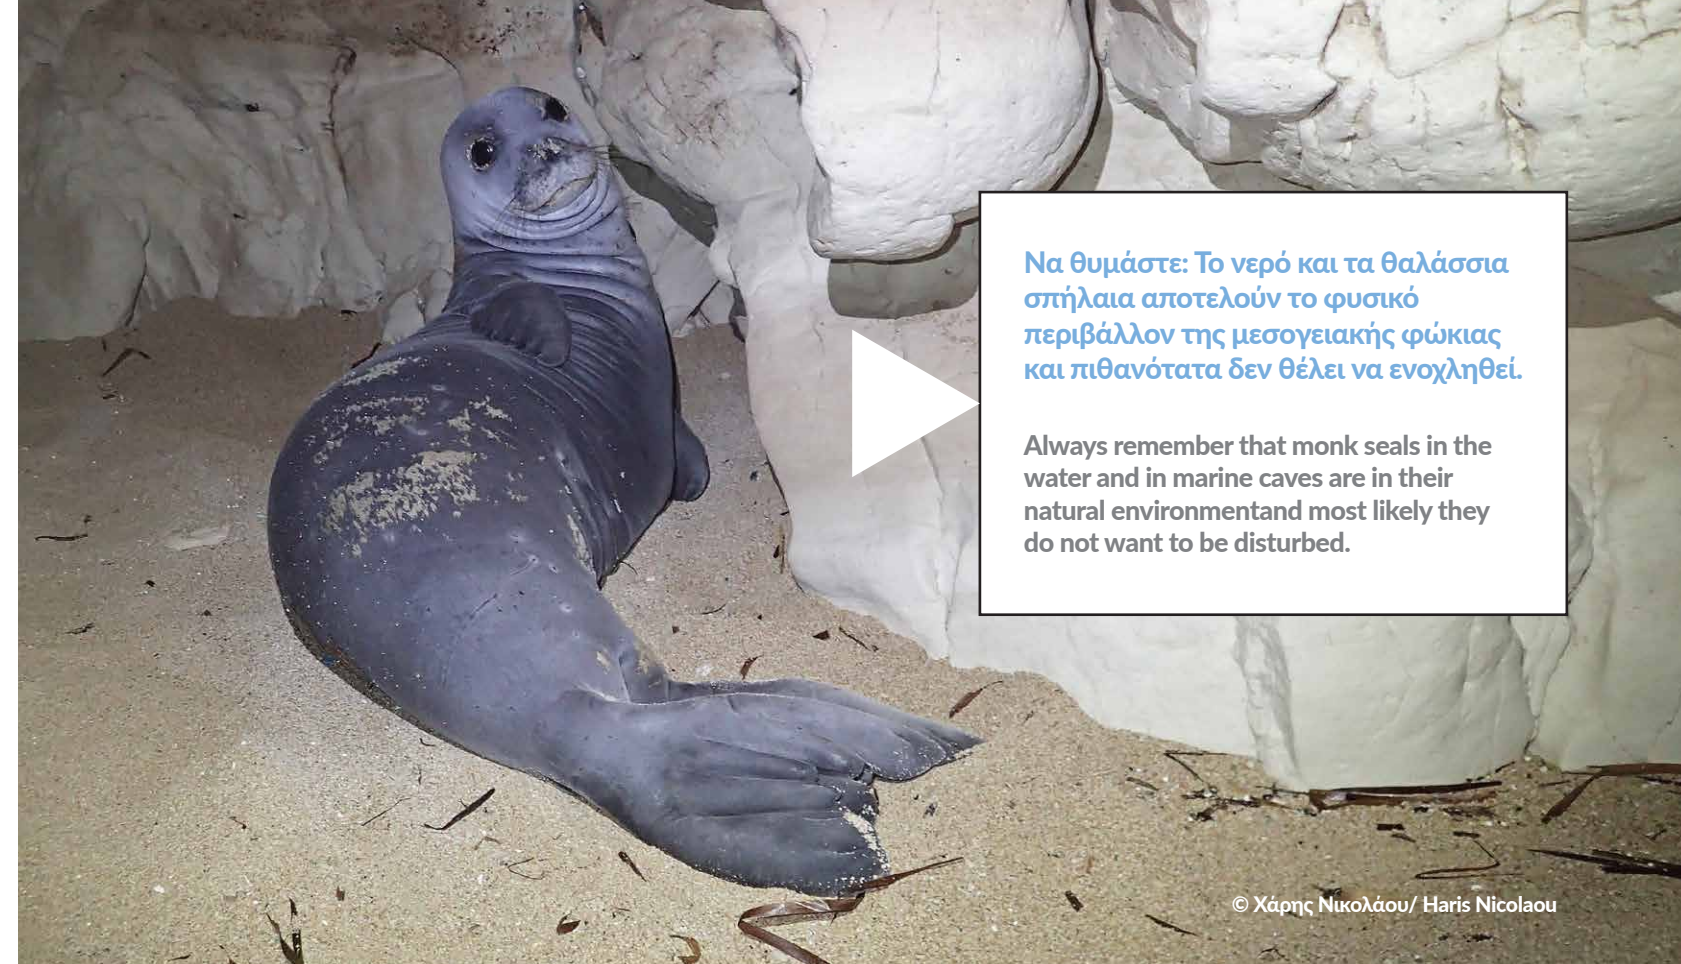 Να θυμάστε: Το νερό και τα θαλάσσια
σπήλαια αποτελούν το φυσικό
περιβάλλον της μεσογειακής φώκιας
και πιθανότατα δεν θέλει να ενοχληθεί.
Always remember that monk seals in the
water and in marine caves are in their
natural environmentand most likely they
do not want to be disturbed.
© Χάρης Νικολάου/ Haris Nicolaou